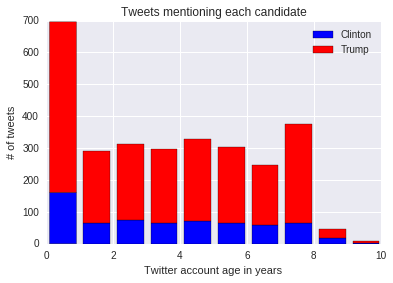 Tweets mentioning each candidate
700
600
500
400
300
200
100
0
# of tweets
Clinton
Trump
0 2 4 6 8 10
Twitter account age in years